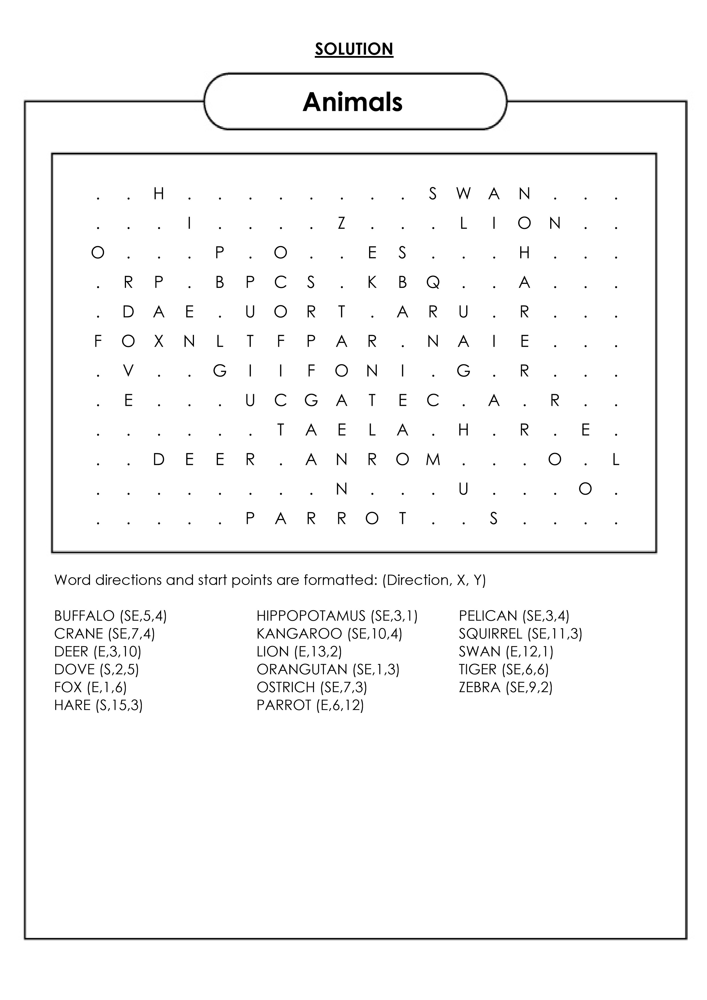 SOLUTION
Animals
. . H . . . . . . . . S W A N . . .
. . . I . . . . Z . . . L I O N . .
O . . . P . O . . E S . . . H . . .
. R P . B P C S . K B Q . . A . . .
. D A E . U O R T . A R U . R . . .
F O X N L T F P A R . N A I E . . .
. V . . G I I F O N I . G . R . . .
. E . . . U C G A T E C . A . R . .
. . . . . . T A E L A . H . R . E .
. . D E E R . A N R O M . . . O . L
. . . . . . . . N . . . U . . . O .
. . . . . P A R R O T . . S . . . .
Word directions and start points are formatted: (Direction, X, Y)
BUFFALO (SE,5,4)
CRANE (SE,7,4)
DEER (E,3,10)
DOVE (S,2,5)
FOX (E,1,6)
HARE (S,15,3)
HIPPOPOTAMUS (SE,3,1)
KANGAROO (SE,10,4)
LION (E,13,2)
ORANGUTAN (SE,1,3)
OSTRICH (SE,7,3)
PARROT (E,6,12)
PELICAN (SE,3,4)
SQUIRREL (SE,11,3)
SWAN (E,12,1)
TIGER (SE,6,6)
ZEBRA (SE,9,2)